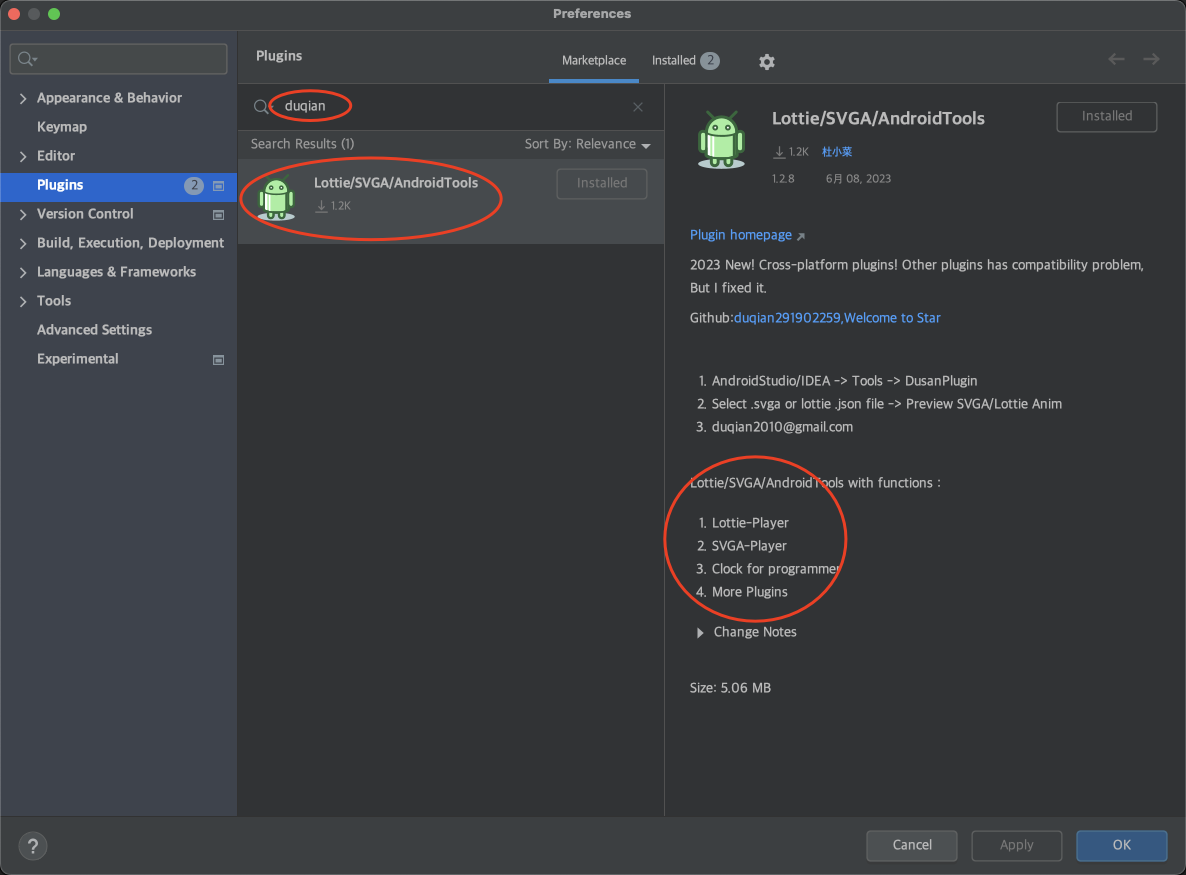 Preferences
Appearance & Behavior
Keymap
Editor
Plugins
2
Version Control
Build, Execution, Deployment
Languages & Frameworks
Tools
Advanced Settings
Experimental
Plugins
Marketplace
Installed 2
duqian
Search Results (1)
Sort By: Relevance
Lottie/SVGA/AndroidTools
1.2K
Installed
Lottie/SVGA/AndroidTools
Installed
1.2K 杜小菜
1.2.8 6월 08, 2023
Plugin homepage
2023 New! Cross-platform plugins! Other plugins has compatibility problem,
But I fixed it.
Github:duqian291902259,Welcome to Star
1. AndroidStudio/IDEA -> Tools -> DusanPlugin
2. Select .svga or lottie .json file -> Preview SVGA/Lottie Anim
3. duqian2010@gmail.com
Lottie/SVGA/AndroidTools with functions：
1. Lottie-Player
2. SVGA-Player
3. Clock for programmer
4. More Plugins
Change Notes
Size: 5.06 MB
?
Cancel
Apply
OK